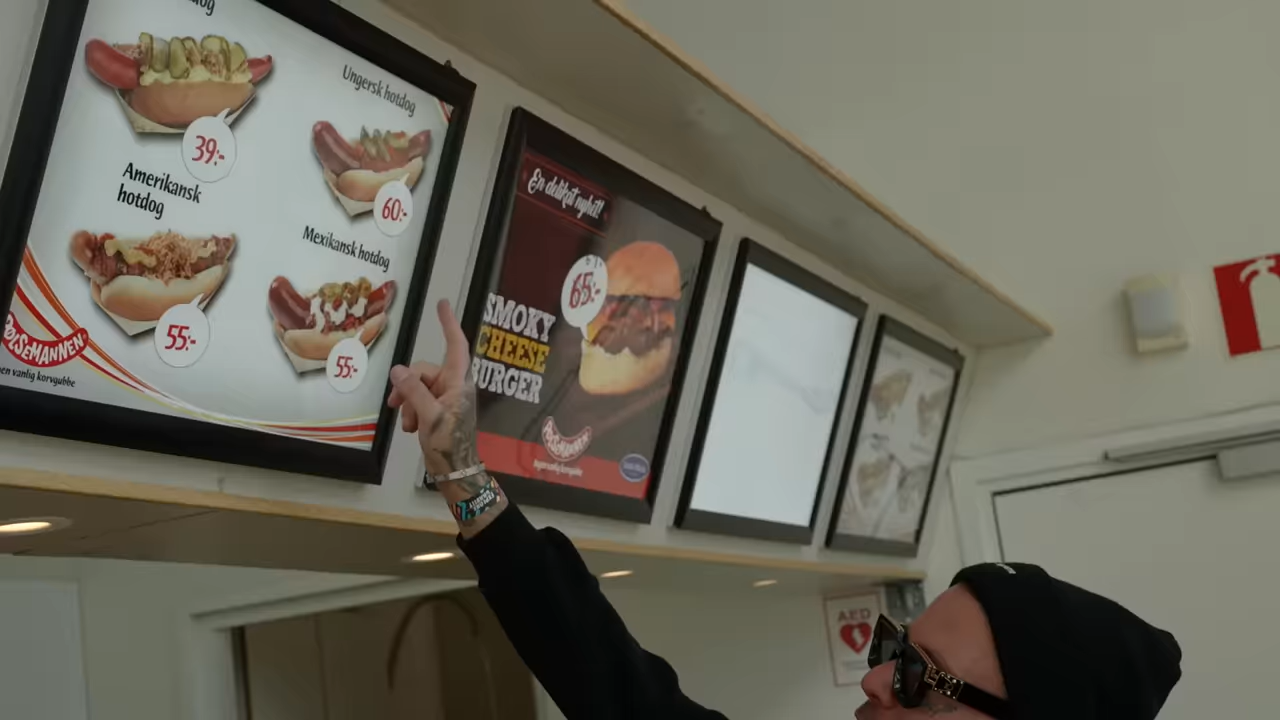 39:-
Ungersk hotdog
60:-
Amerikansk
hotdog
55:-
Mexikansk hotdog
55:-
en vanlig korvgubbe
En delikat nyhet!
65:-
SMOKY
CHEESE
BURGER
AED